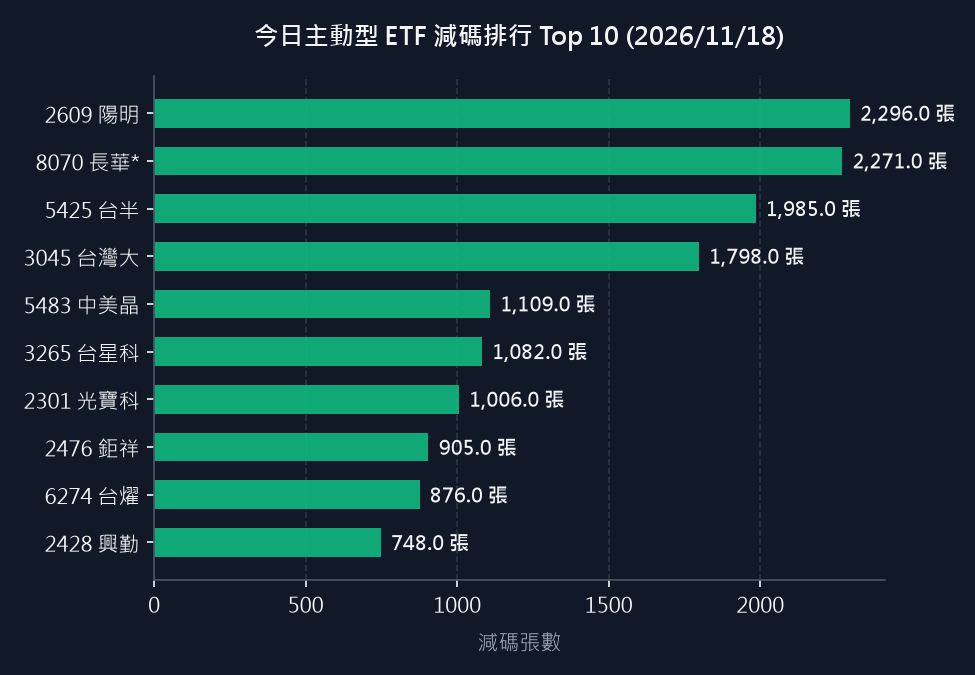 今日主動型 ETF 減碼排行 Top 10 (2026/11/18)
2609 陽明 2,296.0 張
8070 長華* 2,271.0 張
5425 台半 1,985.0 張
3045 台灣大 1,798.0 張
5483 中美晶 1,109.0 張
3265 台星科 1,082.0 張
2301 光寶科 1,006.0 張
2476 鉅祥 905.0 張
6274 台燿 876.0 張
2428 興勤 748.0 張
0 500 1000 1500 2000
減碼張數